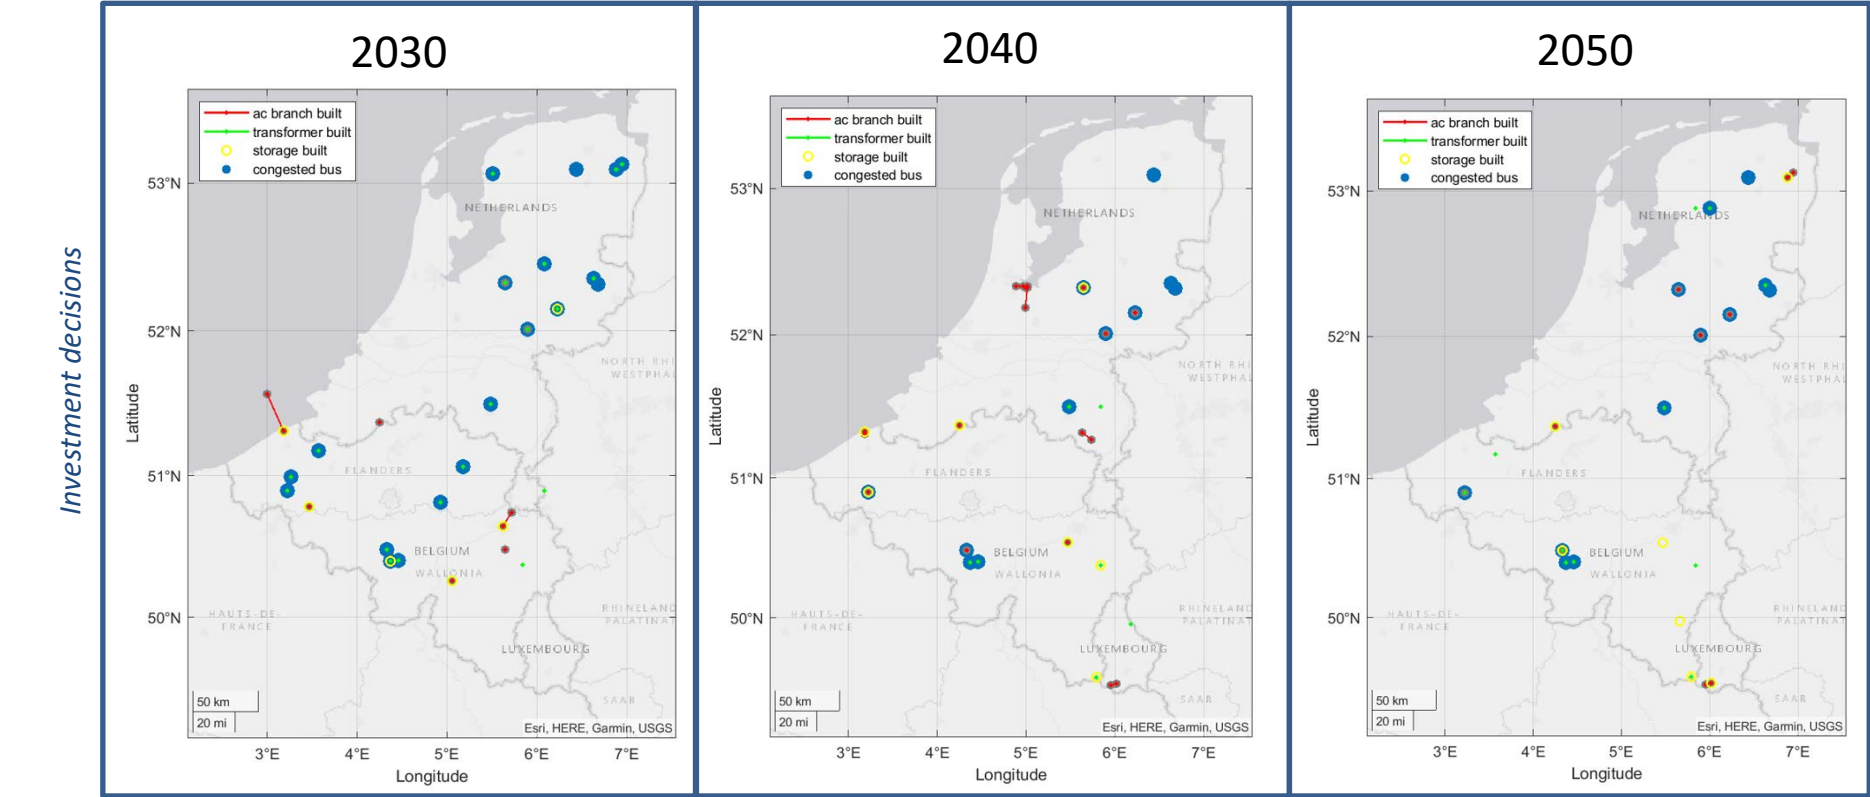 Investment decisions
2030
ac branch built
transformer built
storage built
congested bus
53°N
52°N
51°N
50°N
Latitude
NETHERLANDS
NORTH RHI
WESTPHAL
FLANDERS
BELGIUM
WALLONIA
HAUTS-DE-
FRANCE
RHINELAND
PALATINA
LUXEMBOURG
SAAR
50 km
20 mi
Esri, HERE, Garmin, USGS
3°E 4°E 5°E 6°E 7°E
Longitude
2040
ac branch built
transformer built
storage built
congested bus
53°N
52°N
51°N
50°N
Latitude
NETHERLANDS
NORTH RHI
WESTPHAL
FLANDERS
BELGIUM
WALLONIA
HAUTS-DE-
FRANCE
RHINELAND
PALATINA
LUXEMBOURG
SAAR
50 km
20 mi
Esri, HERE, Garmin, USGS
3°E 4°E 5°E 6°E 7°E
Longitude
2050
ac branch built
transformer built
storage built
congested bus
53°N
52°N
51°N
50°N
Latitude
NETHERLANDS
NORTH RHI
WESTPHAL
FLANDERS
BELGIUM
WALLONIA
HAUTS-DE-
FRANCE
RHINELAND
PALATINA
LUXEMBOURG
SAAR
50 km
20 mi
Esri, HERE, Garmin, USGS
3°E 4°E 5°E 6°E 7°E
Longitude